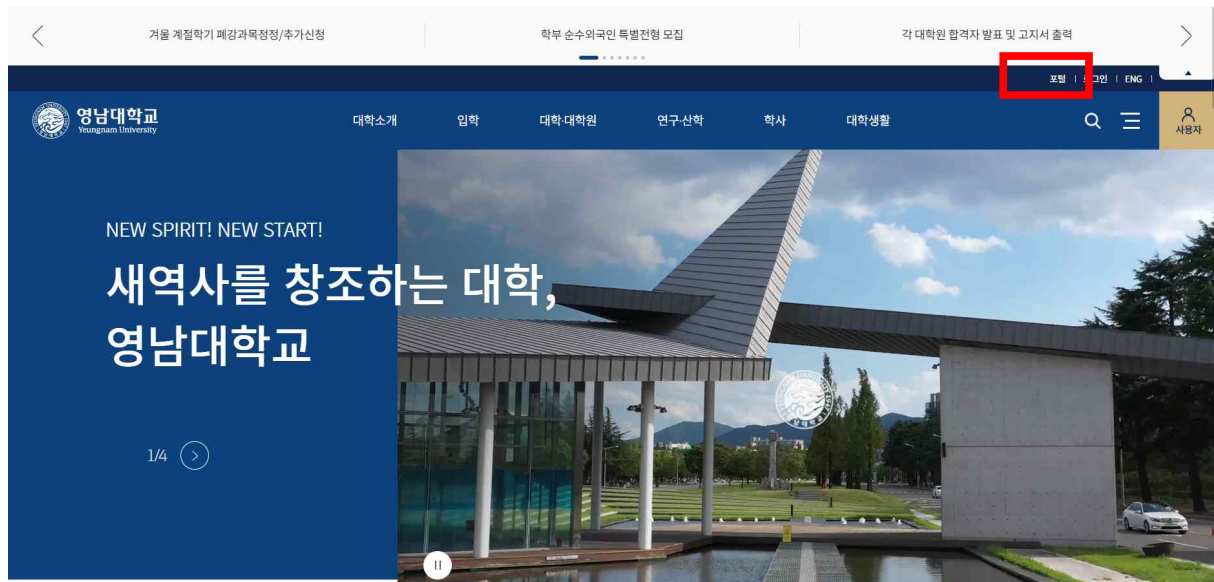 겨울 계절학기 폐강과목정정/추가신청
학부 순수외국인 특별전형 모집
각 대학원 합격자 발표 및 고지서 출력
포털 | 로그인 | ENG |
영남대학교
Yeungnam University
대학소개 입학 대학·대학원 연구·산학 학사 대학생활
사용자
NEW SPIRIT! NEW START!
새역사를 창조하는 대학,
영남대학교
1/4